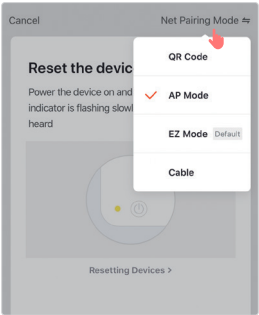 Cancel
Net Pairing Mode ⇋
QR Code
Reset the devic
AP Mode
Power the device on and
indicator is flashing slowl
EZ Mode Default
heard
Cable
Resetting Devices >